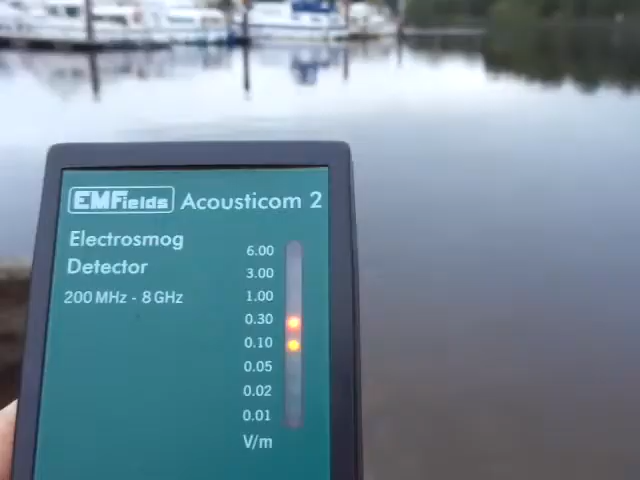 EMFields Acousticom 2
Electrosmog
Detector
200 MHz - 8 GHz
6.00
3.00
1.00
0.30
0.10
0.05
0.02
0.01
V/m